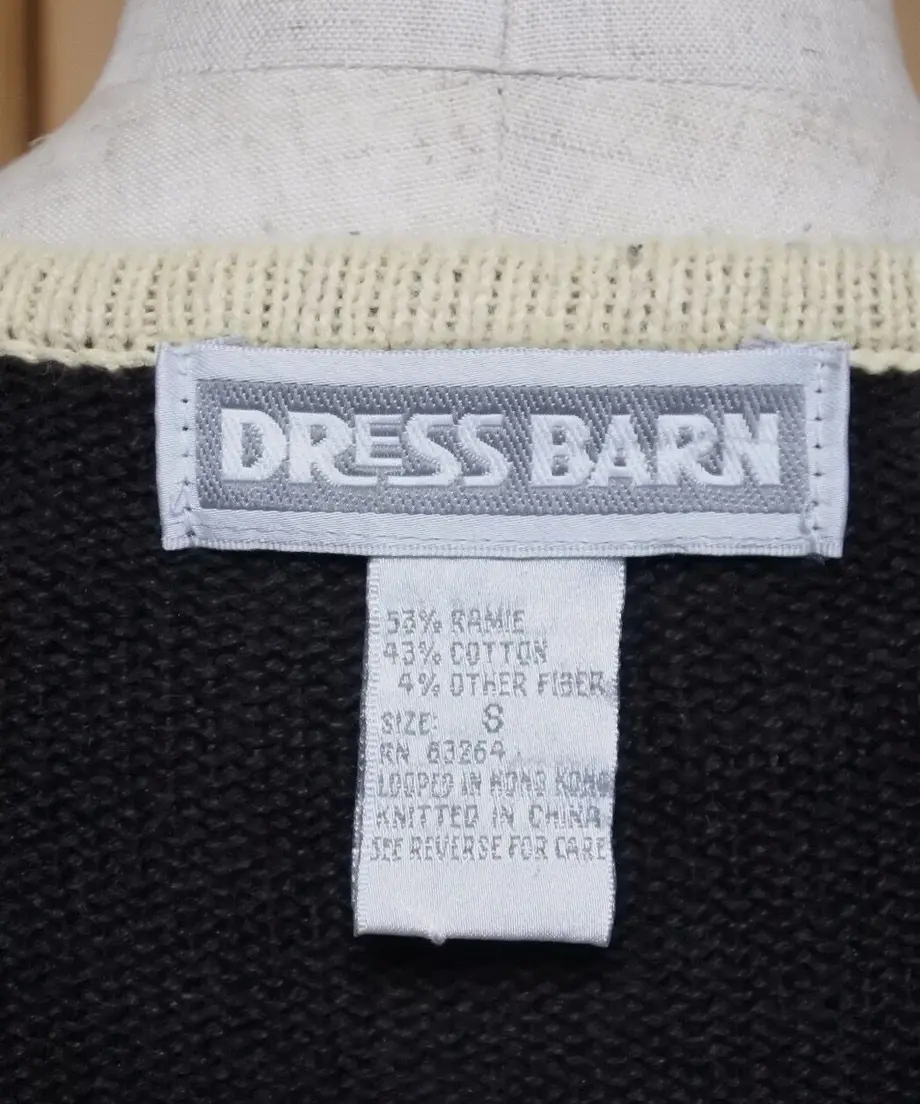 DRESS BARN
53% RAMIE
43% COTTON
4% OTHER FIBER
SIZE: S
RN 63264
LOOPED IN HONG KONG
KNITTED IN CHINA
SEE REVERSE FOR CARE